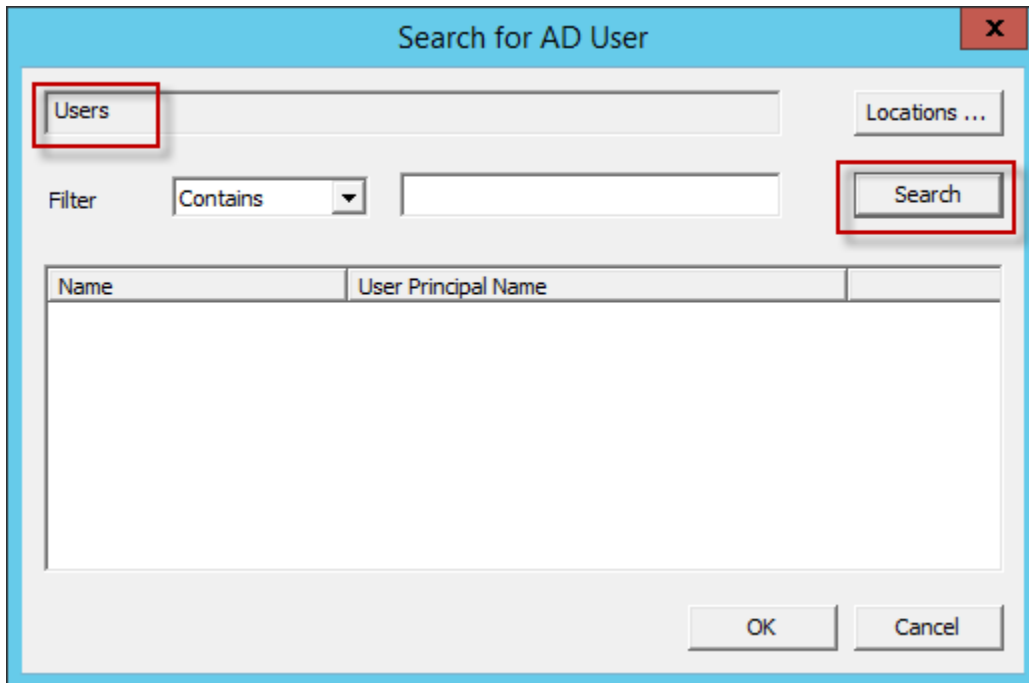 Search for AD User
x
Users
Locations ...
Filter
Contains
Search
Name
User Principal Name
OK
Cancel